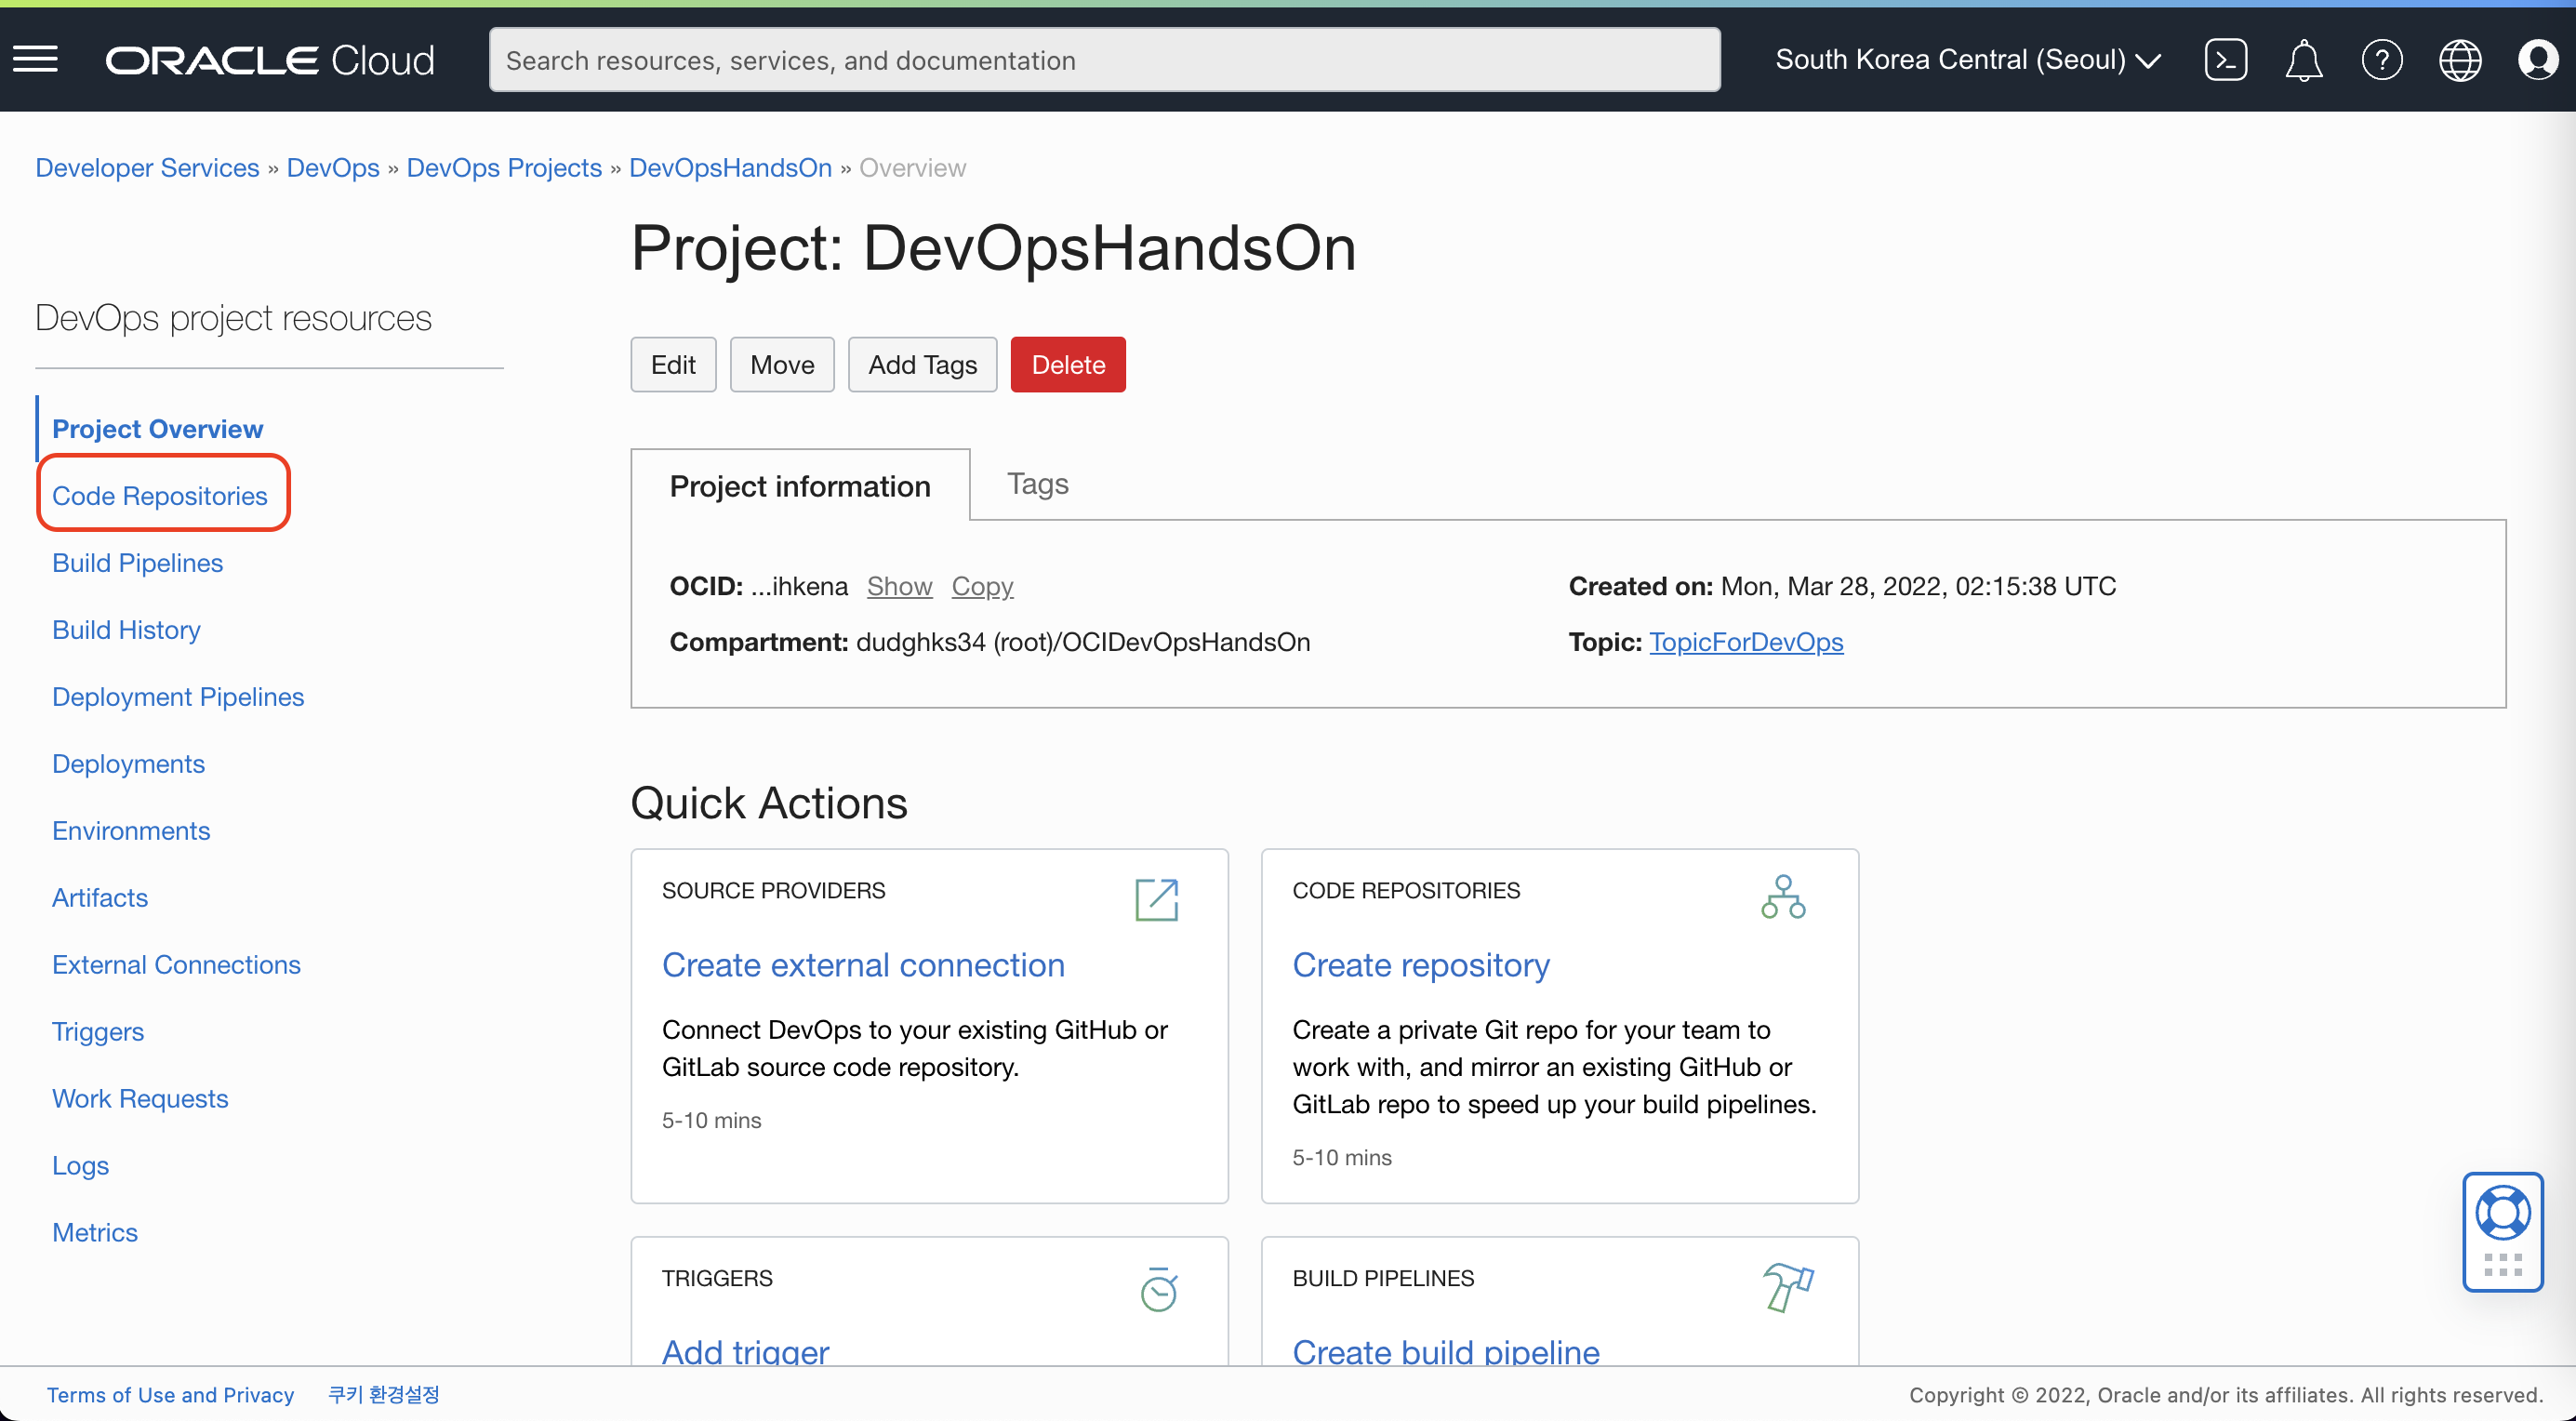 ORACLE Cloud
Search resources, services, and documentation
South Korea Central (Seoul)
Developer Services » DevOps » DevOps Projects » DevOpsHandsOn » Overview
Project: DevOpsHandsOn
DevOps project resources
Edit
Move
Add Tags
Delete
Project Overview
Code Repositories
Build Pipelines
Build History
Deployment Pipelines
Deployments
Environments
Artifacts
External Connections
Triggers
Work Requests
Logs
Metrics
Project information
Tags
OCID: ...ihkena Show Copy
Created on: Mon, Mar 28, 2022, 02:15:38 UTC
Compartment: dudghks34 (root)/OCIDevOpsHandsOn
Topic: TopicForDevOps
Quick Actions
SOURCE PROVIDERS
Create external connection
Connect DevOps to your existing GitHub or
GitLab source code repository.
5-10 mins
CODE REPOSITORIES
Create repository
Create a private Git repo for your team to
work with, and mirror an existing GitHub or
GitLab repo to speed up your build pipelines.
5-10 mins
TRIGGERS
Add trigger
BUILD PIPELINES
Create build pipeline
Terms of Use and Privacy
쿠키 환경설정
Copyright © 2022, Oracle and/or its affiliates. All rights reserved.